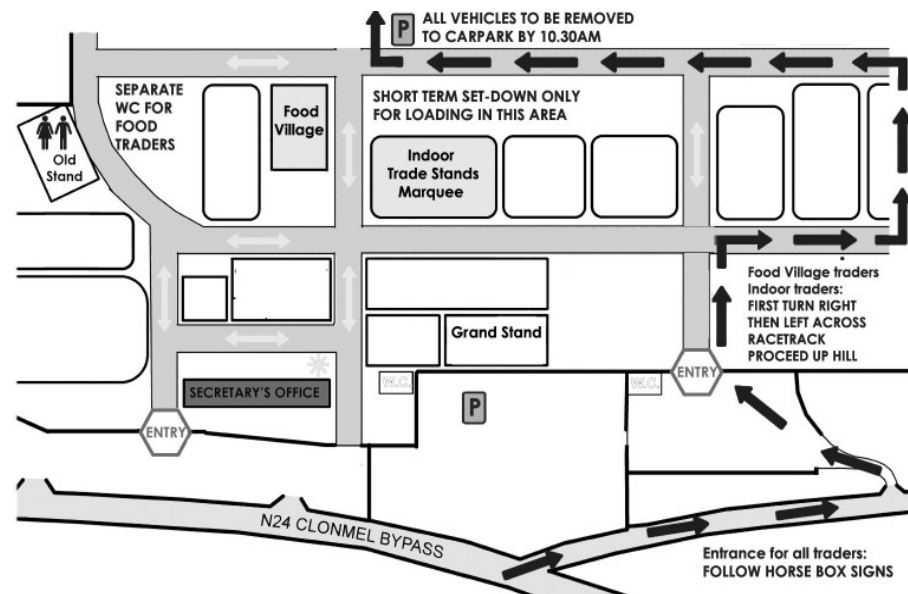 P
ALL VEHICLES TO BE REMOVED
TO CARPARK BY 10.30AM
SEPARATE
WC FOR
FOOD
TRADERS
Food
Village
SHORT TERM SET-DOWN ONLY
FOR LOADING IN THIS AREA
Old
Stand
Indoor
Trade Stands
Marquee
Food Village traders
Indoor traders:
FIRST TURN RIGHT
THEN LEFT ACROSS
RACETRACK
PROCEED UP HILL
Grand Stand
SECRETARY'S OFFICE
W.C.
W.C.
ENTRY
P
ENTRY
N24 CLONMEL BYPASS
Entrance for all traders:
FOLLOW HORSE BOX SIGNS